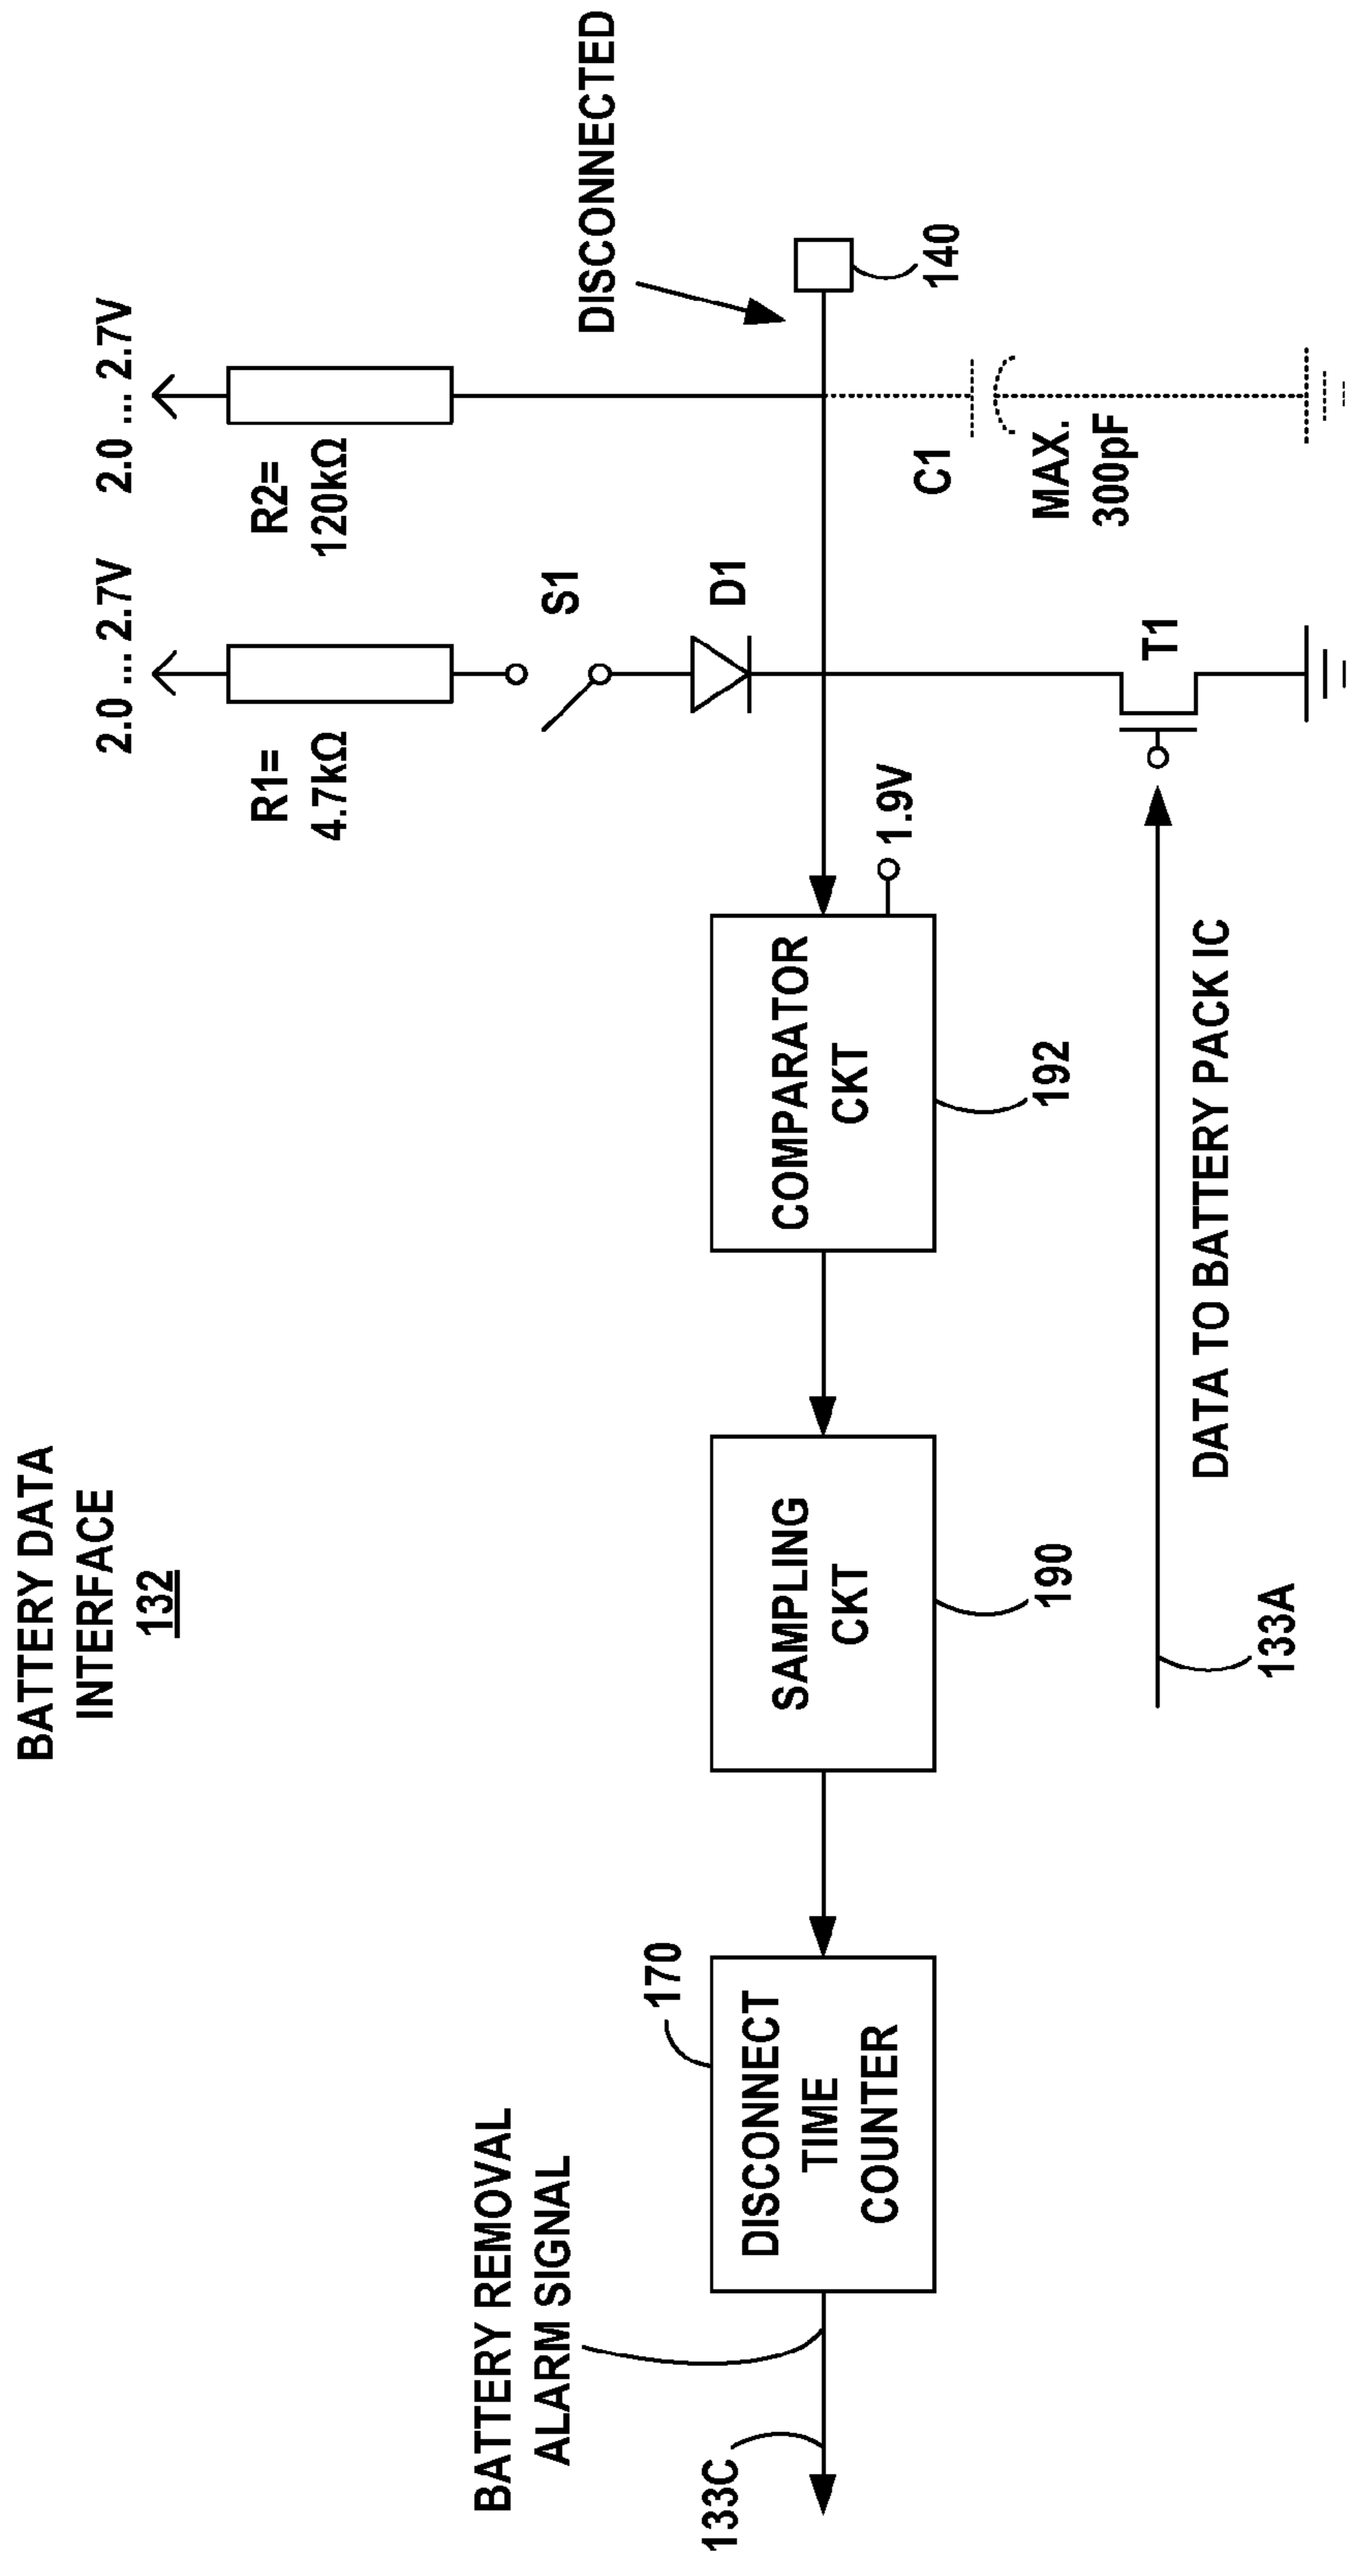 BATTERY DATA
INTERFACE
132
2.0 ... 2.7V
2.0 ... 2.7V
R1=
4.7kΩ
R2=
120kΩ
S1
D1
DISCONNECTED
140
C1
MAX.
300pF
T1
1.9V
COMPARATOR
CKT
192
SAMPLING
CKT
190
DISCONNECT
TIME
COUNTER
170
BATTERY REMOVAL
ALARM SIGNAL
133C
DATA TO BATTERY PACK IC
133A